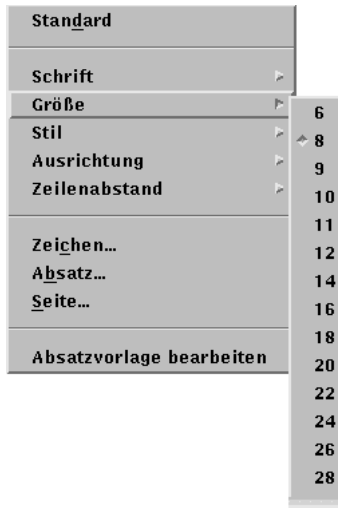 Standard
Schrift
Größe
Stil
Ausrichtung
Zeilenabstand
Zeichen...
Absatz...
Seite...
Absatzvorlage bearbeiten
6
8
9
10
11
12
14
16
18
20
22
24
26
28